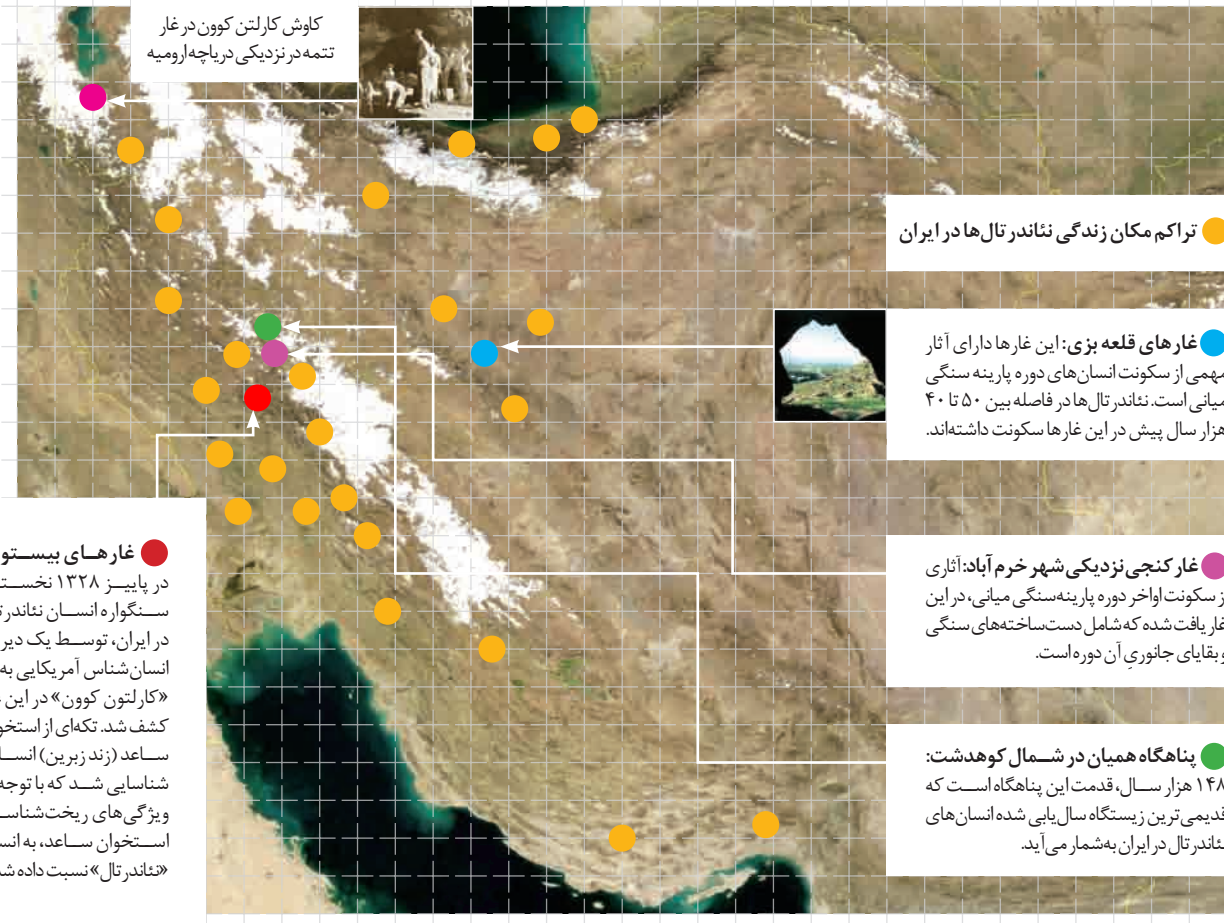 کاوش کارلتن کوون در غار
تتمه در نزدیکی دریاچه ارومیه
تراکم مکان زندگی نئاندرتال‌ها در ایران
غارهای قلعه بزی: این غارها دارای آثار
مهمی از سکونت انسان‌های دوره پارینه سنگی
میانی است. نئاندرتال‌ها در فاصله بین ۵۰ تا ۴۰
هزار سال پیش در این غارها سکونت داشته‌اند.
غار کنجی نزدیکی شهر خرم آباد: آثاری
از سکونت اواخر دوره پارینه‌سنگی میانی، در این
غار یافت شده که شامل دست‌ساخته‌های سنگی
و بقایای جانوریِ آن دوره است.
پناهگاه همیان در شمال کوهدشت:
۱۴۸ هزار سال، قدمت این پناهگاه است که
قدیمی‌ترین زیستگاه سال‌یابی شده انسان‌های
نئاندرتال در ایران به‌شمار می‌آید.
غارهای بیستو
در پاییز ۱۳۲۸ نخست
سنگواره انسان نئاندرت
در ایران، توسط یک دیر
انسان‌شناس آمریکایی به
«کارلتون کوون» در این
کشف شد. تکه‌ای از استخو
ساعد (زند زبرین) انسا
شناسایی شد که با توجه
ویژگی‌های ریخت‌شناس
استخوان ساعد، به انس
«نئاندرتال» نسبت داده ش